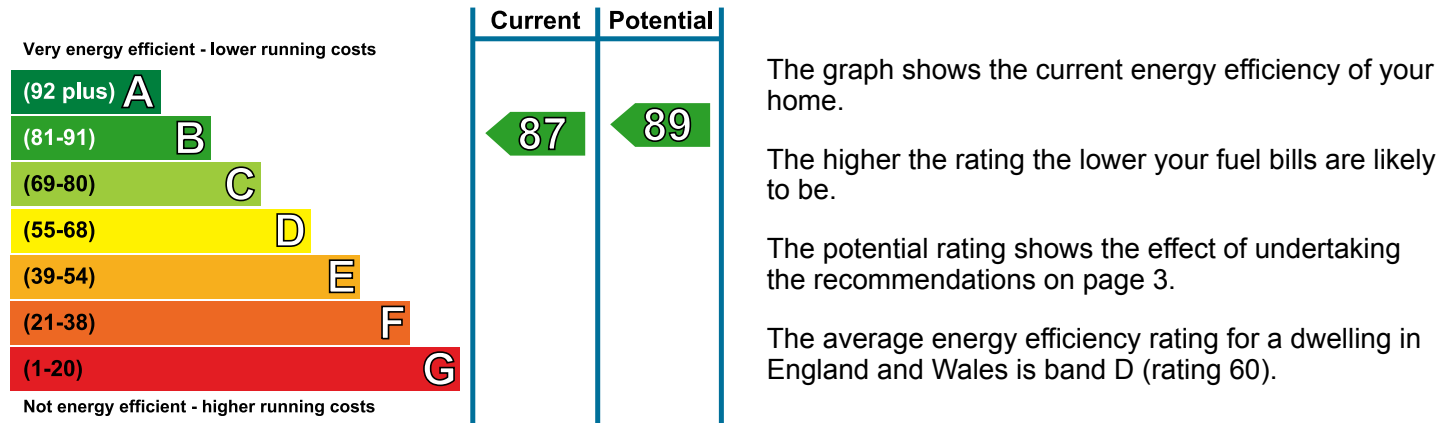 Current Potential
Very energy efficient - lower running costs
(92 plus) A
(81-91) B
87
89
(69-80) C
(55-68) D
(39-54) E
(21-38) F
(1-20) G
Not energy efficient - higher running costs
The graph shows the current energy efficiency of your
home.
The higher the rating the lower your fuel bills are likely
to be.
The potential rating shows the effect of undertaking
the recommendations on page 3.
The average energy efficiency rating for a dwelling in
England and Wales is band D (rating 60).